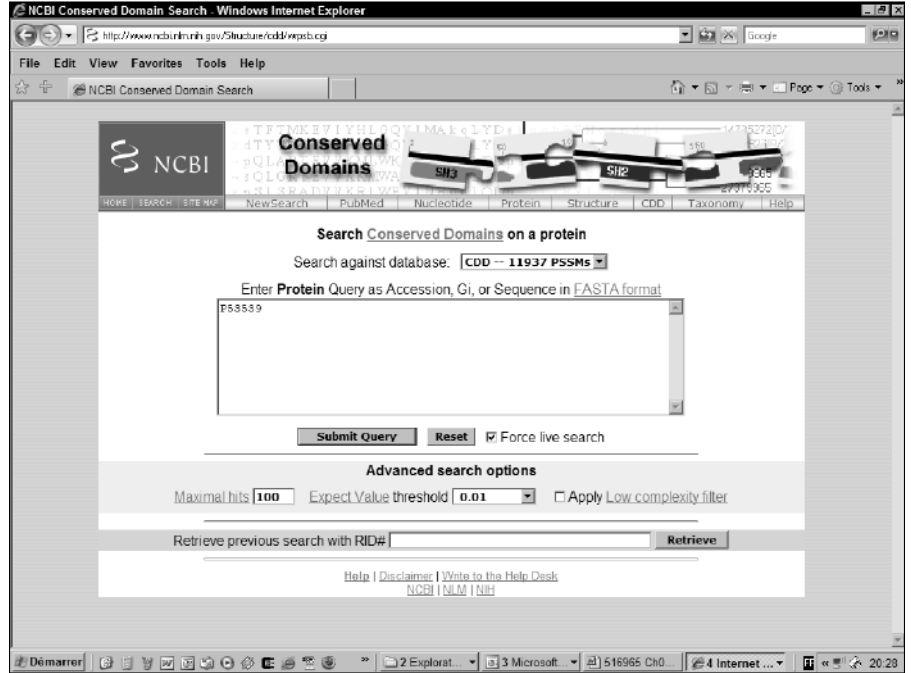 NCBI Conserved Domain Search - Windows Internet Explorer
http://www.ncbi.nlm.nih.gov/Structure/cdd/wrpsb.cgi
Google
File Edit View Favorites Tools Help
NCBI Conserved Domain Search
Page Tools
NCBI
Conserved
Domains
SH3
SH2
HOME SEARCH SITE MAP NewSearch PubMed Nucleotide Protein Structure CDD Taxonomy Help
Search Conserved Domains on a protein
Search against database: CDD -- 11937 PSSMs
Enter Protein Query as Accession, Gi, or Sequence in FASTA format
P53539
Submit Query Reset Force live search
Advanced search options
Maximal hits 100 Expect Value threshold 0.01 Apply Low complexity filter
Retrieve previous search with RID# Retrieve
Help | Disclaimer | Write to the Help Desk
NCBI | NLM | NIH
Démarrer » 2 Explorat... 3 Microsoft... 516965 Ch0... 4 Internet ... « 20:28